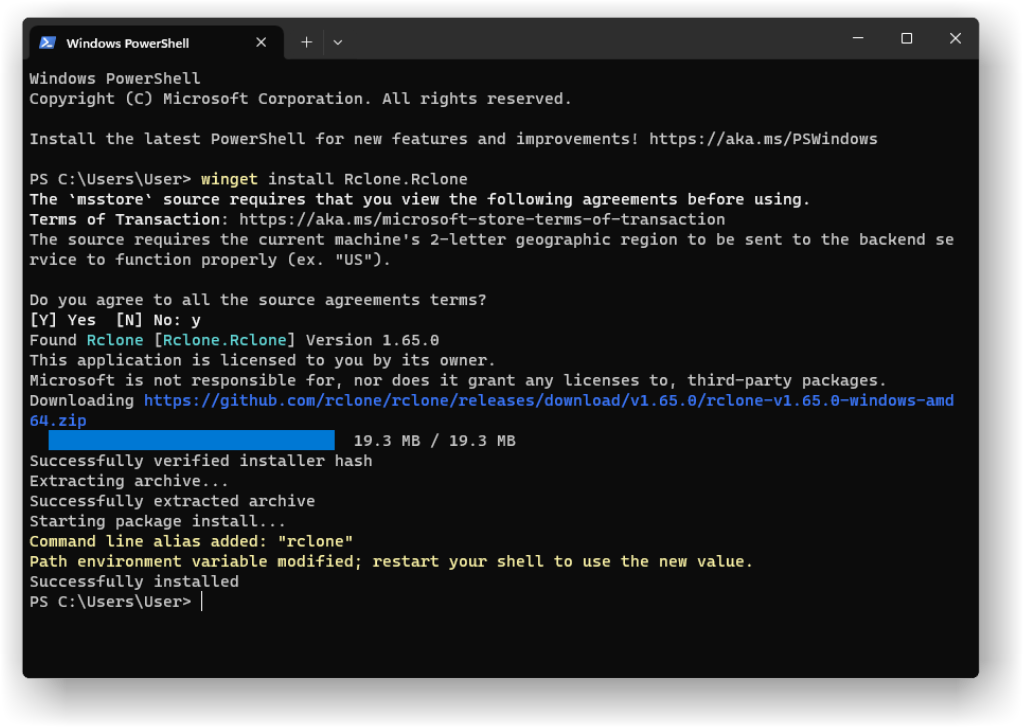 Windows PowerShell
Windows PowerShell
Copyright (C) Microsoft Corporation. All rights reserved.
Install the latest PowerShell for new features and improvements! https://aka.ms/PSWindows
PS C:\Users\User> winget install Rclone.Rclone
The `msstore` source requires that you view the following agreements before using.
Terms of Transaction: https://aka.ms/microsoft-store-terms-of-transaction
The source requires the current machine's 2-letter geographic region to be sent to the backend se
rvice to function properly (ex. "US").
Do you agree to all the source agreements terms?
[Y] Yes  [N] No: y
Found Rclone [Rclone.Rclone] Version 1.65.0
This application is licensed to you by its owner.
Microsoft is not responsible for, nor does it grant any licenses to, third-party packages.
Downloading https://github.com/rclone/rclone/releases/download/v1.65.0/rclone-v1.65.0-windows-amd
64.zip
19.3 MB / 19.3 MB
Successfully verified installer hash
Extracting archive...
Successfully extracted archive
Starting package install...
Command line alias added: "rclone"
Path environment variable modified; restart your shell to use the new value.
Successfully installed
PS C:\Users\User>